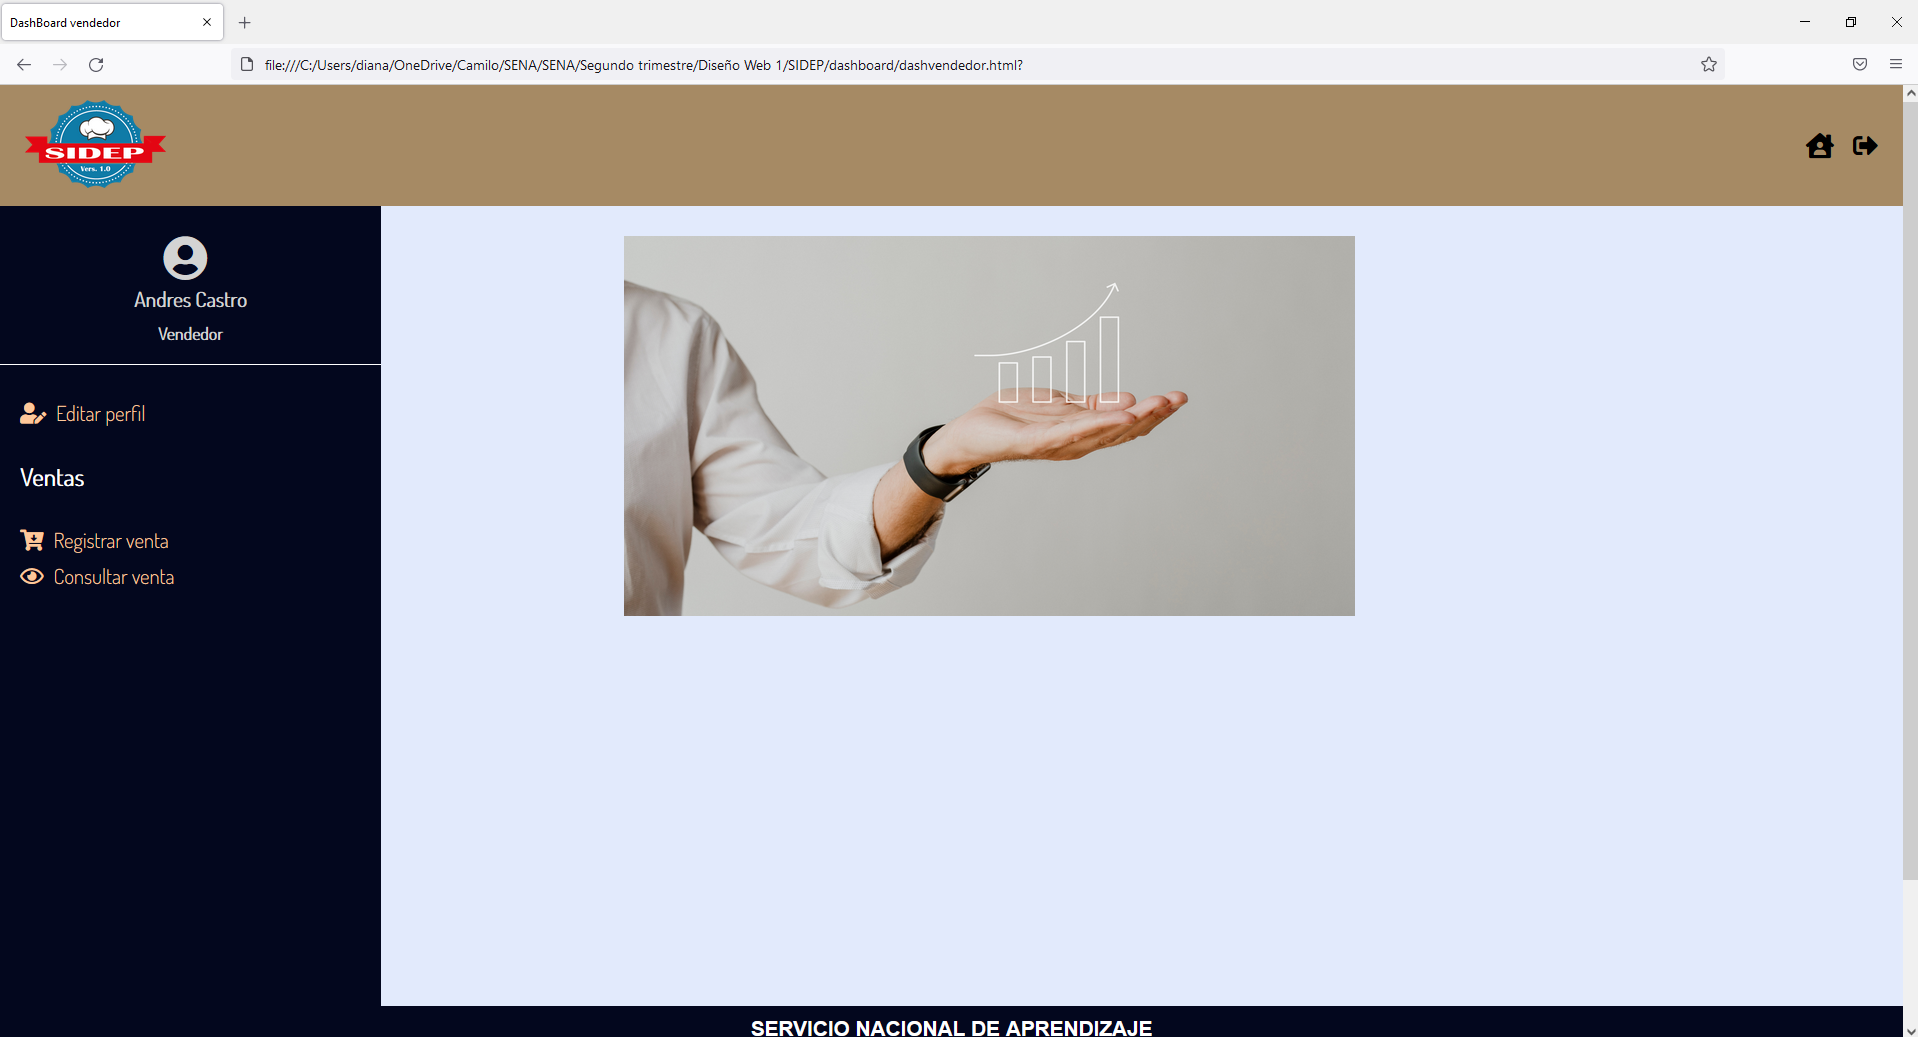 DashBoard vendedor
file:///C:/Users/diana/OneDrive/Camilo/SENA/SENA/Segundo trimestre/Diseño Web 1/SIDEP/dashboard/dashvendedor.html?
SIDEP
Vers. 1.0
Andres Castro
Vendedor
Editar perfil
Ventas
Registrar venta
Consultar venta
SERVICIO NACIONAL DE APRENDIZAJE